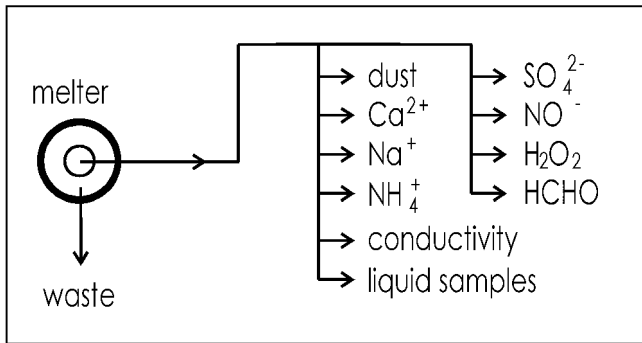 melter
waste
dust
Ca²⁺
Na⁺
NH₄⁺
conductivity
liquid samples
SO₄²⁻
NO⁻
H₂O₂
HCHO